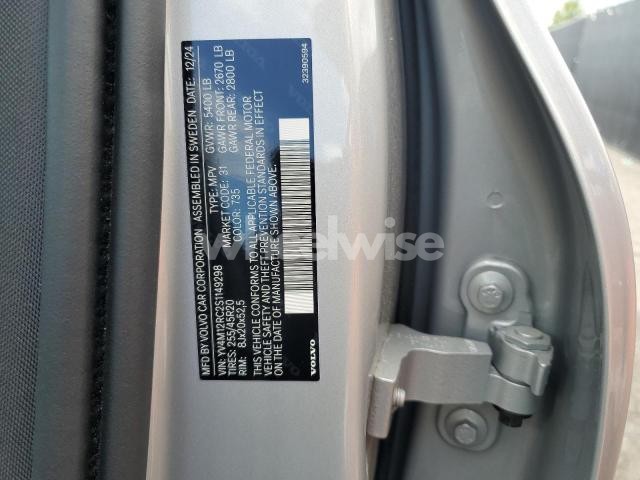 MFD BY VOLVO CAR CORPORATION ASSEMBLED IN SWEDEN DATE: 12/24
VIN: YV4M12RC2S1149298 TYPE: MPV GVWR: 5400 LB
TIRES: 255/45R20 MARKET CODE: 31 GAWR FRONT: 2670 LB
RIM: 8Jx20x52,5 COLOR: 735 GAWR REAR: 2800 LB
THIS VEHICLE CONFORMS TO ALL APPLICABLE FEDERAL MOTOR
VEHICLE SAFETY AND THEFT PREVENTION STANDARDS IN EFFECT
ON THE DATE OF MANUFACTURE SHOWN ABOVE.
32390594
VOLVO
wheelwise